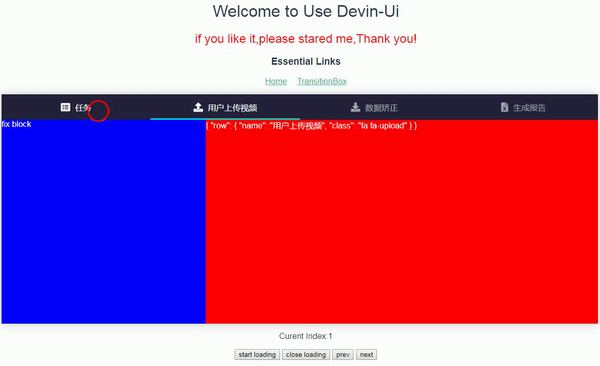 Welcome to Use Devin-Ui
if you like it,please stared me,Thank you!
Essential Links
Home TransitionBox
任务 用户上传视频 数据矫正 生成报告
fix block { "row": { "name": "用户上传视频", "class": "fa fa-upload" } }
Curent Index:1
start loading close loading prev next